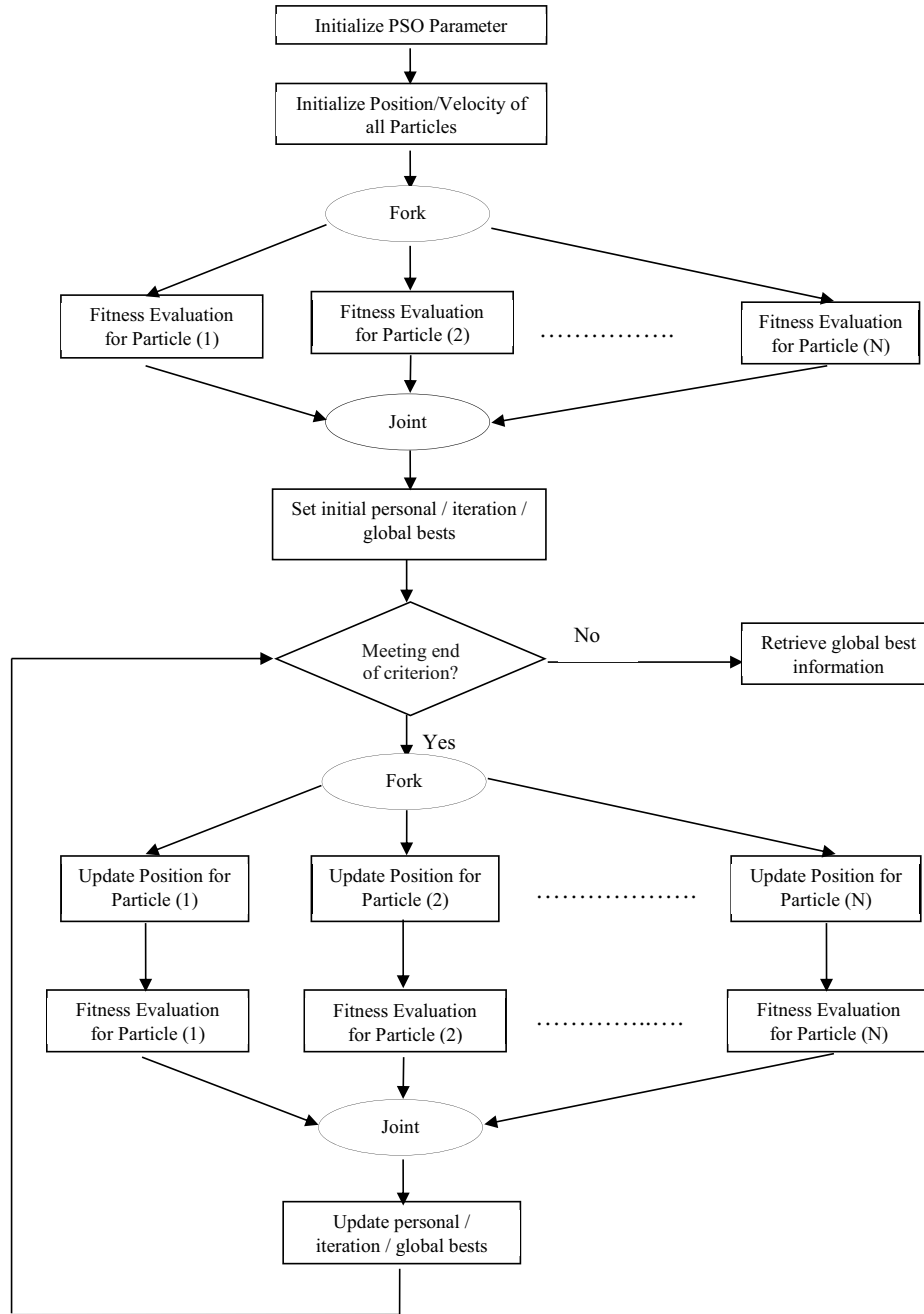 Initialize PSO Parameter
Initialize Position/Velocity of
all Particles
Fork
Fitness Evaluation
for Particle (1)
Fitness Evaluation
for Particle (2)
…………….
Fitness Evaluation
for Particle (N)
Joint
Set initial personal / iteration /
global bests
Meeting end
of criterion?
No
Retrieve global best
information
Yes
Fork
Update Position for
Particle (1)
Update Position for
Particle (2)
……………….
Update Position for
Particle (N)
Fitness Evaluation
for Particle (1)
Fitness Evaluation
for Particle (2)
…………...….
Fitness Evaluation
for Particle (N)
Joint
Update personal /
iteration / global bests